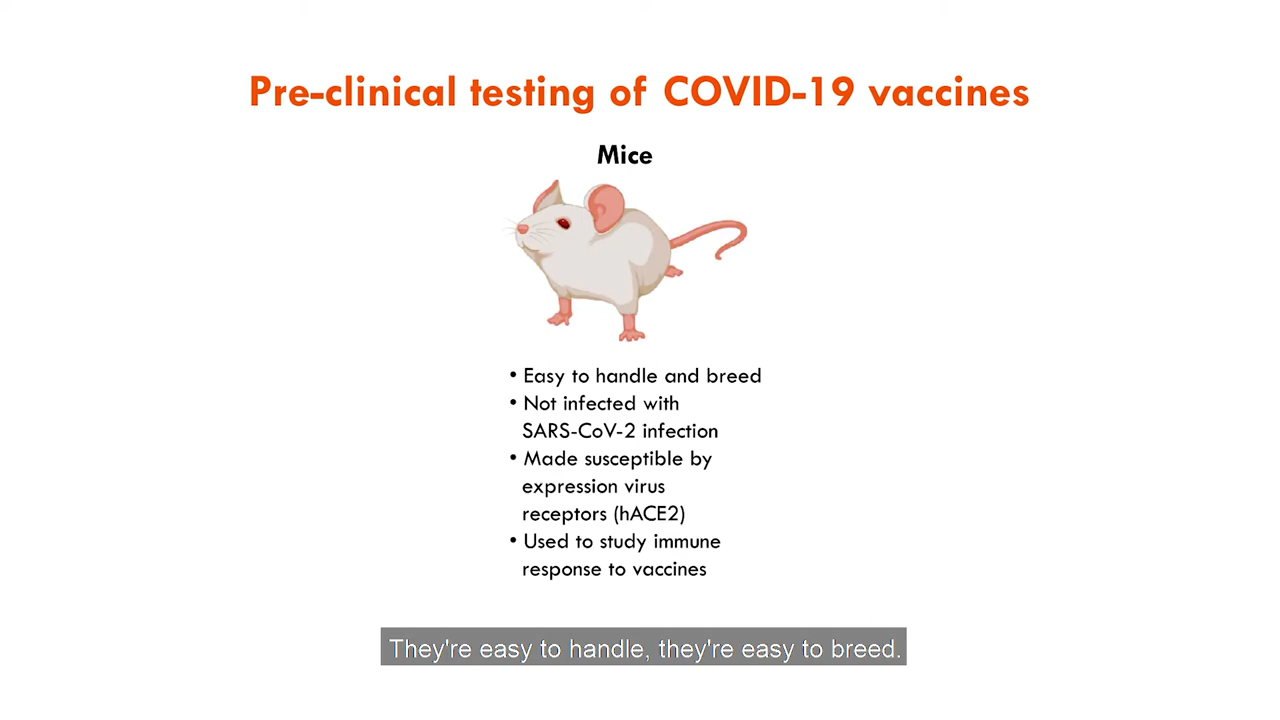 Pre-clinical testing of COVID-19 vaccines
Mice
• Easy to handle and breed
• Not infected with
SARS-CoV-2 infection
• Made susceptible by
expression virus
receptors (hACE2)
• Used to study immune
response to vaccines
They're easy to handle, they're easy to breed.